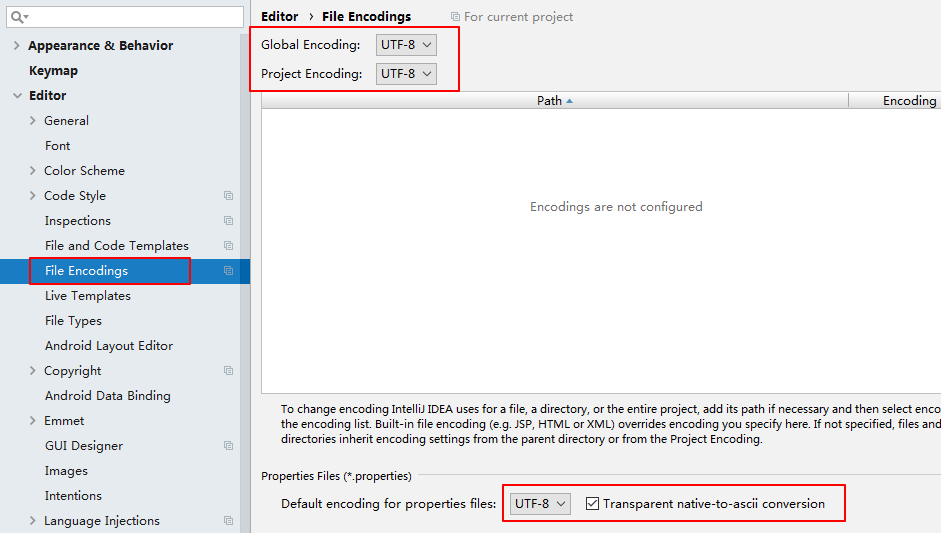 Appearance & Behavior
Keymap
Editor
General
Font
Color Scheme
Code Style
Inspections
File and Code Templates
File Encodings
Live Templates
File Types
Android Layout Editor
Copyright
Android Data Binding
Emmet
GUI Designer
Images
Intentions
Language Injections
Editor › File Encodings For current project
Global Encoding: UTF-8
Project Encoding: UTF-8
Path Encoding
Encodings are not configured
To change encoding IntelliJ IDEA uses for a file, a directory, or the entire project, add its path if necessary and then select enco
the encoding list. Built-in file encoding (e.g. JSP, HTML or XML) overrides encoding you specify here. If not specified, files and
directories inherit encoding settings from the parent directory or from the Project Encoding.
Properties Files (*.properties)
Default encoding for properties files: UTF-8 Transparent native-to-ascii conversion